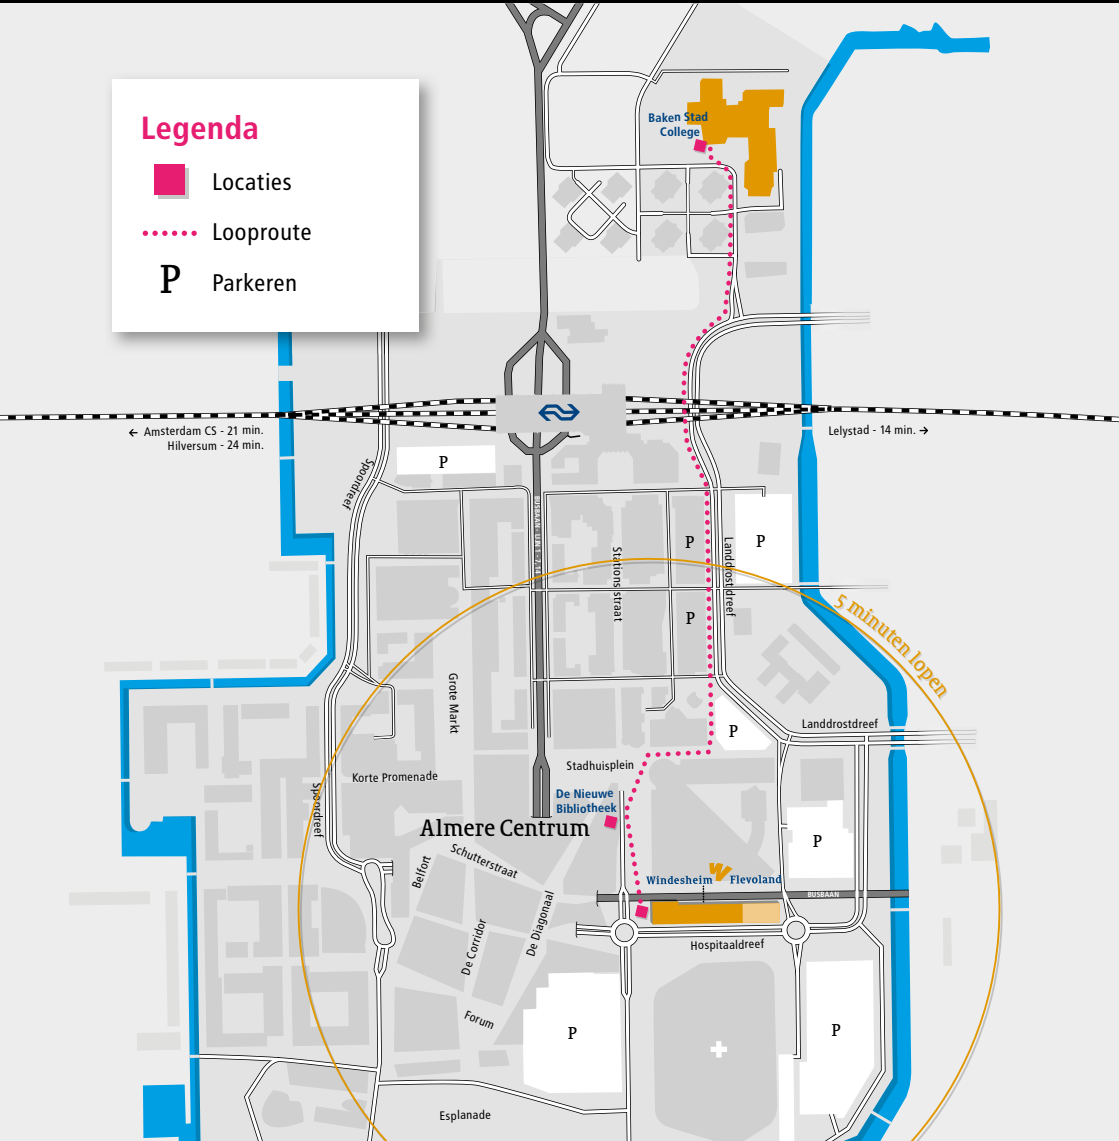 Baken Stad
College
Legenda
Locaties
Looproute
P
Parkeren
← Amsterdam CS - 21 min.
Hilversum - 24 min.
Lelystad - 14 min. →
P
Spoordreef
P
P
Stationsstraat
Landdrostdreef
P
5 minuten lopen
Grote Markt
P
Landdrostdreef
Stadhuisplein
Korte Promenade
Spoordreef
De Nieuwe
Bibliotheek
Almere Centrum
P
Schutterstraat
Belfort
Windesheim W Flevoland
BUSBAAN
De Diagonaal
De Corridor
Hospitaaldreef
Forum
P
P
Esplanade